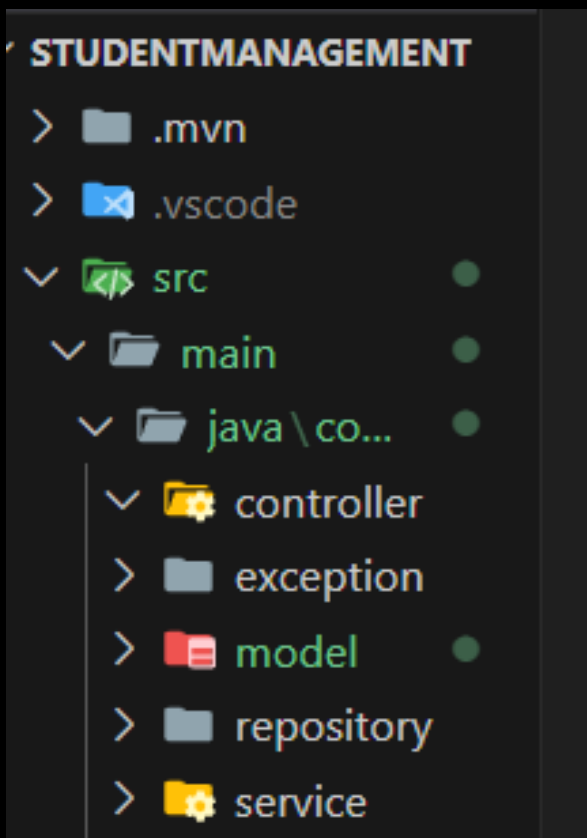 STUDENTMANAGEMENT
.mvn
.vscode
src
main
java\co...
controller
exception
model
repository
service